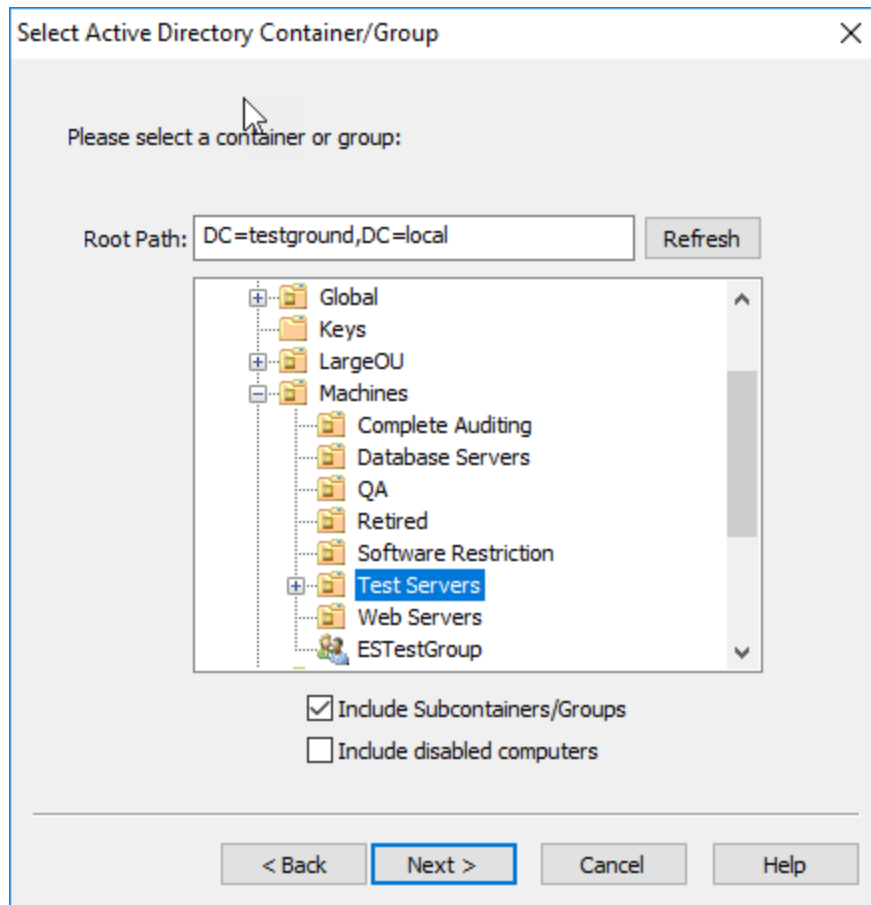 Select Active Directory Container/Group
Please select a container or group:
Root Path: DC=testground,DC=local Refresh
Global
Keys
LargeOU
Machines
Complete Auditing
Database Servers
QA
Retired
Software Restriction
Test Servers
Web Servers
ESTestGroup
Include Subcontainers/Groups
Include disabled computers
< Back Next > Cancel Help